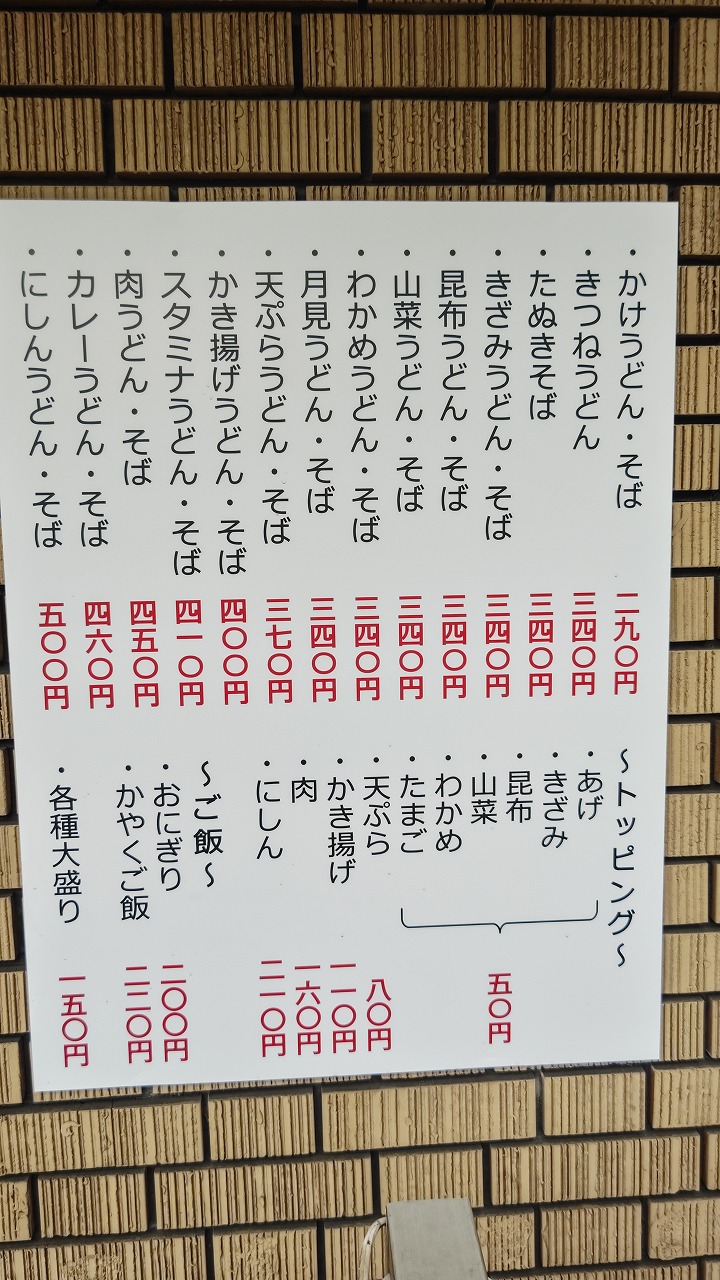 ・かけうどん・そば 二九〇円
・きつねうどん 三四〇円
・たぬきそば 三四〇円
・きざみうどん・そば 三四〇円
・昆布うどん・そば 三四〇円
・山菜うどん・そば 三四〇円
・わかめうどん・そば 三四〇円
・月見うどん・そば 三四〇円
・天ぷらうどん・そば 三七〇円
・かき揚げうどん・そば 四〇〇円
・スタミナうどん・そば 四一〇円
・肉うどん・そば 四五〇円
・カレーうどん・そば 四六〇円
・にしんうどん・そば 五〇〇円
～トッピング～
・あげ
・きざみ
・昆布
・山菜
・わかめ
・たまご
五〇円
・天ぷら 八〇円
・かき揚げ 一一〇円
・肉 一六〇円
・にしん 二一〇円
～ご飯～
・おにぎり 二〇〇円
・かやくご飯 二二〇円
・各種大盛り 一五〇円